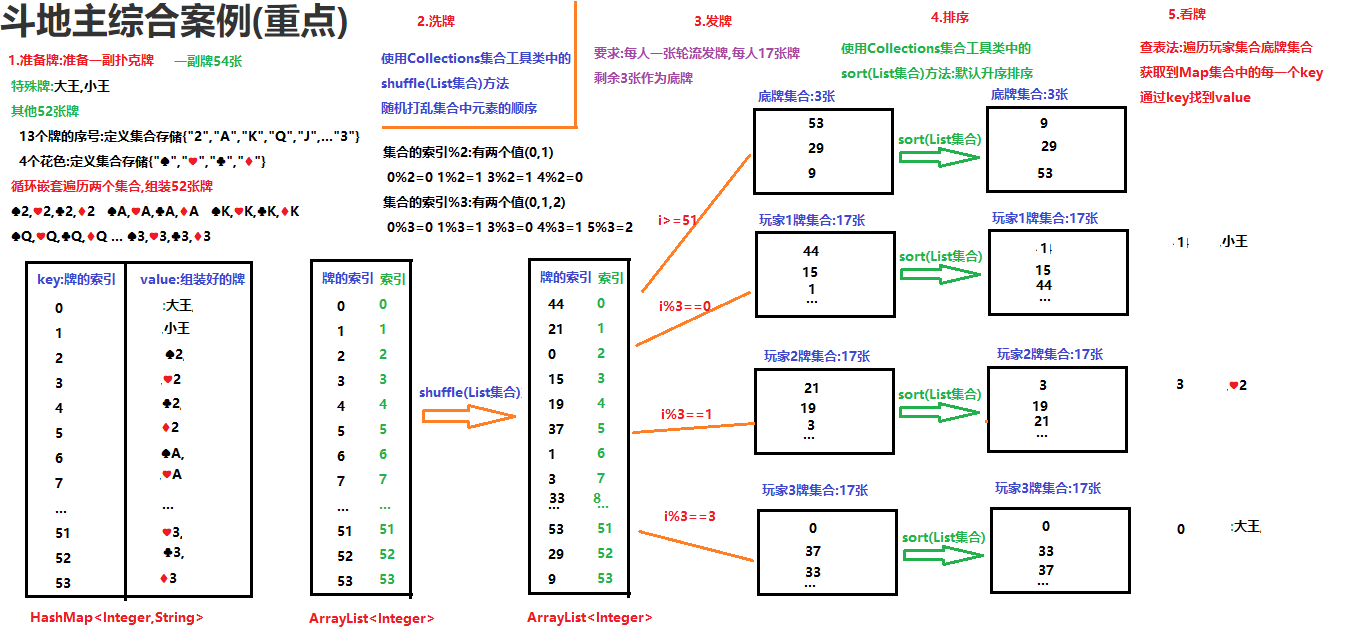 斗地主综合案例(重点)
1.准备牌:准备一副扑克牌 一副牌54张
特殊牌:大王,小王
其他52张牌
13个牌的序号:定义集合存储{"2","A","K","Q","J",..."3"}
4个花色:定义集合存储{"♠","♥","♣","♦"}
循环嵌套遍历两个集合,组装52张牌
♠2,♥2,♣2,♦2 ♠A,♥A,♣A,♦A ♠K,♥K,♣K,♦K
♠Q,♥Q,♣Q,♦Q ... ♠3,♥3,♣3,♦3
key:牌的索引 value:组装好的牌
0 :大王,
1 ,小王
2 ♠2,
3 ,♥2
4 ♣2,
5 ♦2
6 ♠A,
7 ,♥A
... ...
51 ♥3,
52 ♣3,
53 ♦3
HashMap<Integer,String>
2.洗牌
使用Collections集合工具类中的
shuffle(List集合)方法
随机打乱集合中元素的顺序
集合的索引%2:有两个值(0,1)
0%2=0 1%2=1 3%2=1 4%2=0
集合的索引%3:有两个值(0,1,2)
0%3=0 1%3=1 3%3=0 4%3=1 5%3=2
牌的索引 索引
0 0
1 1
2 2
3 3
4 4
5 5
6 6
7 7
... ...
51 51
52 52
53 53
ArrayList<Integer>
shuffle(List集合)
牌的索引 索引
44 0
21 1
0 2
15 3
19 4
37 5
1 6
3 7
33 8
... ...
53 51
29 52
9 53
ArrayList<Integer>
3.发牌
要求:每人一张轮流发牌,每人17张牌
剩余3张作为底牌
i>=51
i%3==0
i%3==1
i%3==3
底牌集合:3张
53
29
9
玩家1牌集合:17张
44
15
1
...
玩家2牌集合:17张
21
19
3
...
玩家3牌集合:17张
0
37
33
...
4.排序
使用Collections集合工具类中的
sort(List集合)方法:默认升序排序
sort(List集合)
sort(List集合)
sort(List集合)
sort(List集合)
底牌集合:3张
9
29
53
玩家1牌集合:17张
1
15
44
...
玩家2牌集合:17张
3
19
21
...
玩家3牌集合:17张
0
33
37
...
5.看牌
查表法:遍历玩家集合底牌集合
获取到Map集合中的每一个key
通过key找到value
1 ,小王
3 ,♥2
0 :大王,